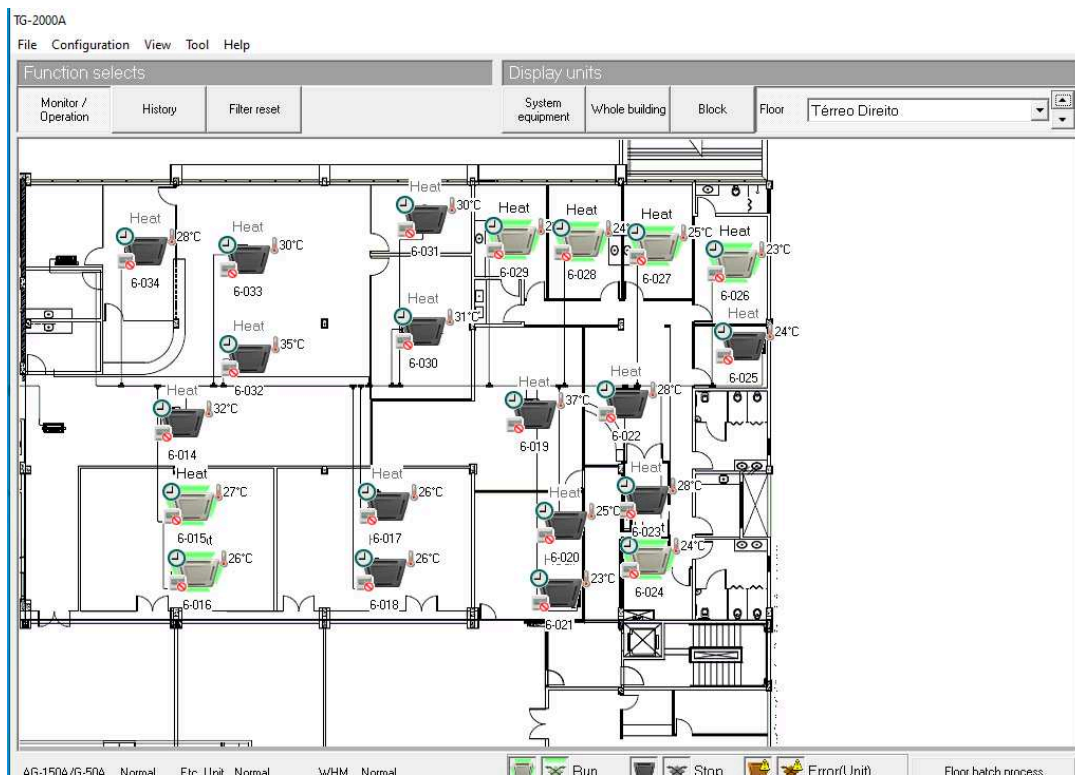 TG-2000A
File Configuration View Tool Help
Function selects
Display units
Monitor / Operation
History
Filter reset
System equipment
Whole building
Block
Floor
Térreo Direito
Heat
28°C
6-034
Heat
30°C
6-033
Heat
30°C
6-031
Heat
6-029
Heat
24°
6-028
Heat
25°C
6-027
Heat
23°C
6-026
Heat
31°C
6-030
Heat
35°C
6-032
Heat
24°C
6-025
Heat
32°C
6-014
Heat
37°C
6-019
Heat
28°C
6-022
Heat
27°C
6-015
26°C
6-016
Heat
26°C
6-017
26°C
6-018
Heat
25°C
6-020
23°C
6-021
Heat
28°C
6-023
24°C
6-024
AG-150A/G-50A Normal Etc. Unit Normal WHM Normal
Run
Stop
Error(Unit)
Floor batch process